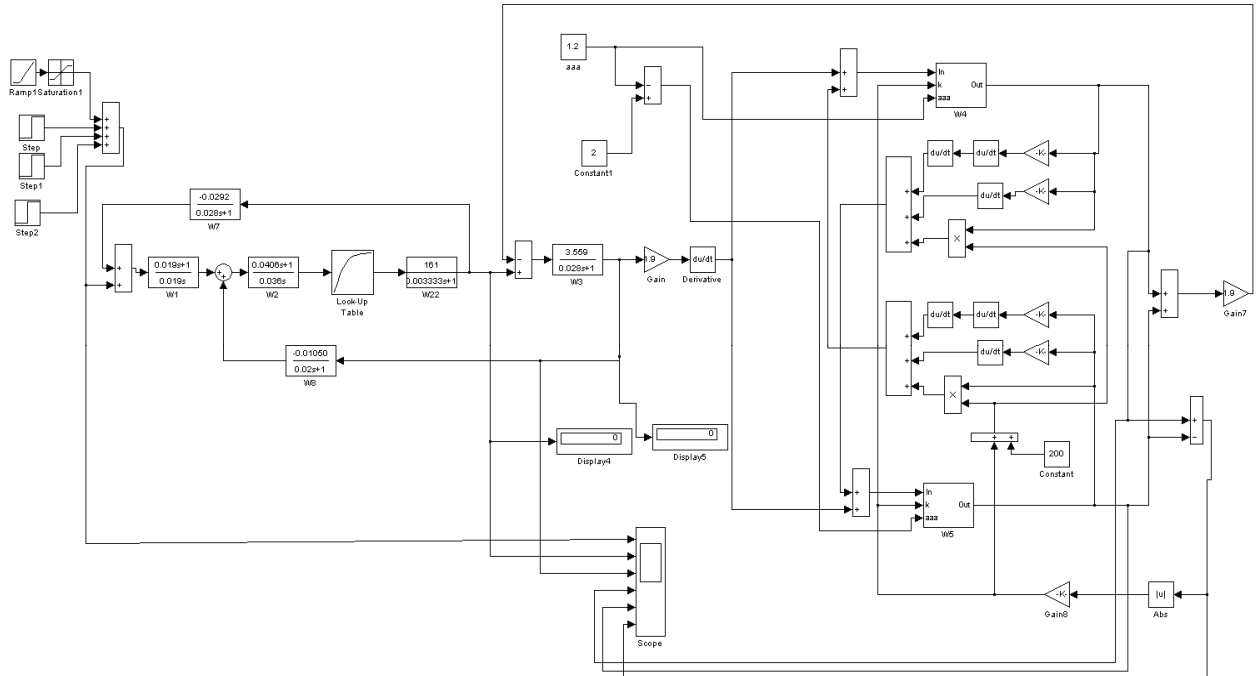 1.2
aaa
Ramp1
Saturation1
+
+
+
+
Step
Step1
Step2
-
+
2
Constant1
+
+
In
k
aaa
Out
W4
du/dt
du/dt
-K-
du/dt
-K-
+
+
+
×
-0.0292
0.028s+1
W7
+
+
0.019s+1
0.019s
W1
+
+
0.0406s+1
0.036s
W2
Look-Up
Table
161
0.003333s+1
W22
-
+
3.559
0.028s+1
W3
1.9
Gain
du/dt
Derivative
+
+
1.9
Gain7
-0.01050
0.02s+1
W8
du/dt
du/dt
-K-
du/dt
-K-
+
+
+
×
+
-
0
Display4
0
Display5
+
+
200
Constant
+
+
In
k
aaa
Out
W5
Scope
-K-
Gain8
|u|
Abs